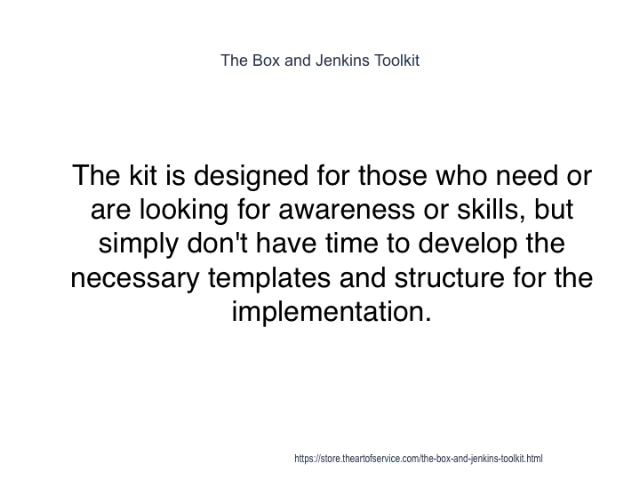 The Box and Jenkins Toolkit
The kit is designed for those who need or
are looking for awareness or skills, but
simply don't have time to develop the
necessary templates and structure for the
implementation.
https://store.theartofservice.com/the-box-and-jenkins-toolkit.html